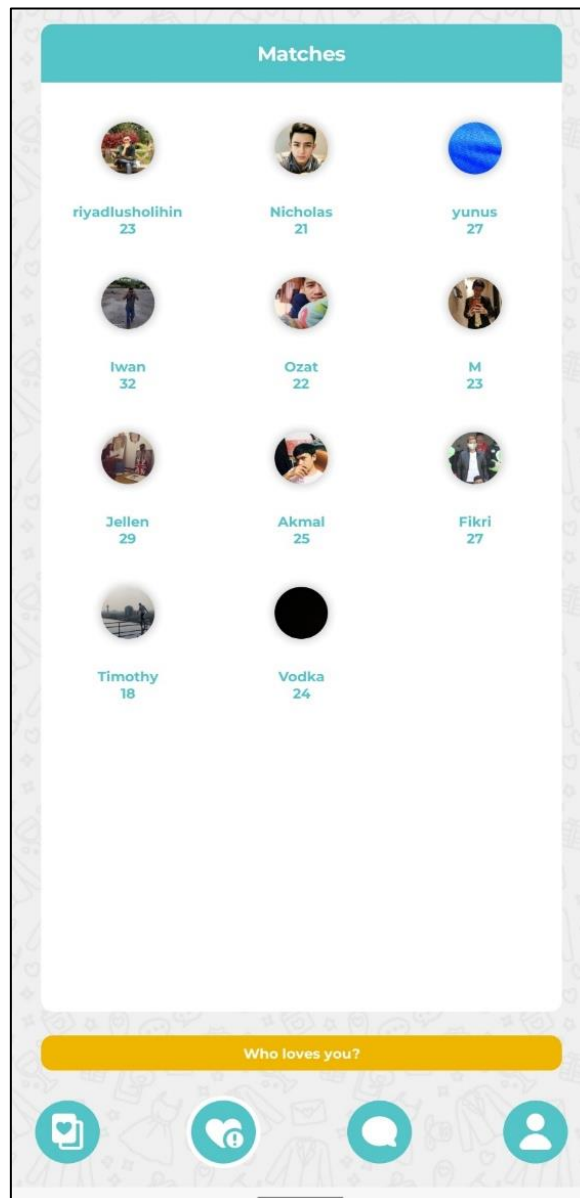 Matches
riyadlusholihin
23
Nicholas
21
yunus
27
Iwan
32
Ozat
22
M
23
Jellen
29
Akmal
25
Fikri
27
Timothy
18
Vodka
24
Who loves you?